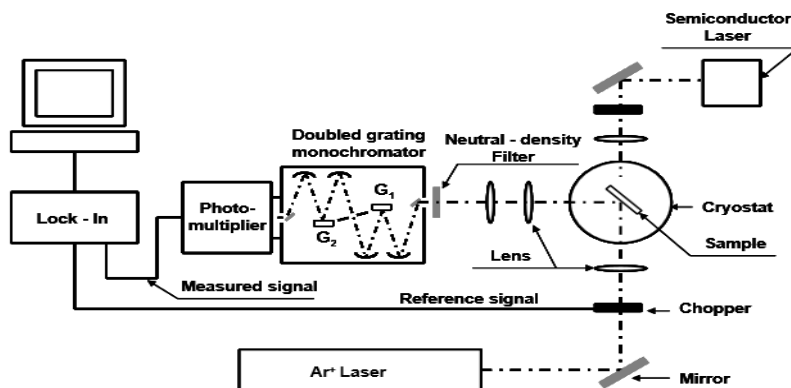 Semiconductor
Laser
Doubled grating
monochromator
Neutral - density
Filter
G1
G2
Photo-
multiplier
Lock - In
Cryostat
Sample
Lens
Measured signal
Reference signal
Chopper
Ar+ Laser
Mirror